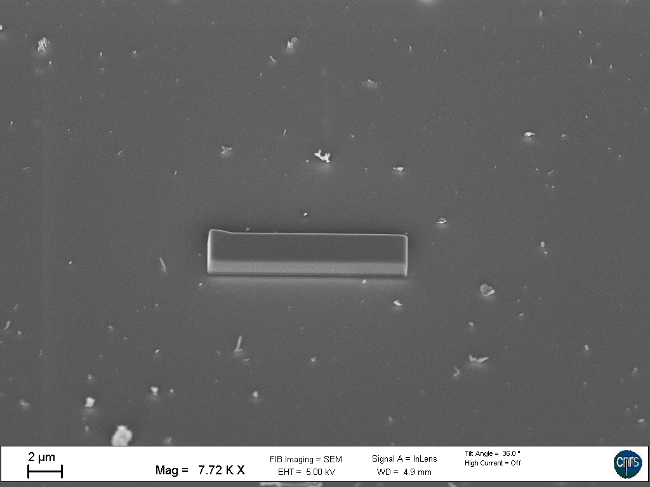 2 µm
Mag = 7.72 K X
FIB Imaging = SEM
EHT = 5.00 kV
Signal A = InLens
WD = 4.9 mm
Tilt Angle = 36.0 °
High Current = Off
cnrs